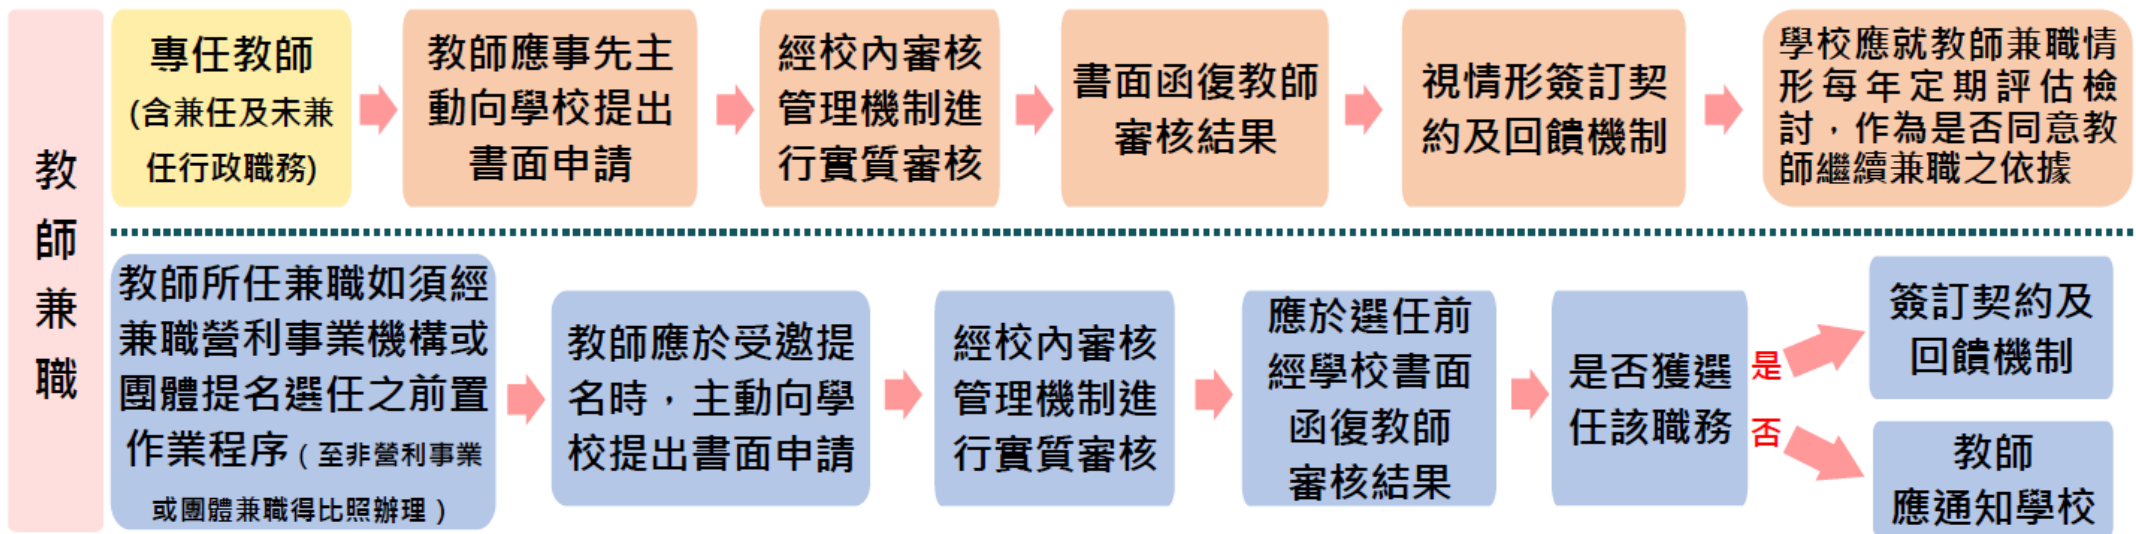 教
師
兼
職
專任教師
(含兼任及未兼
任行政職務)
教師應事先主
動向學校提出
書面申請
經校內審核
管理機制進
行實質審核
書面函復教師
審核結果
視情形簽訂契
約及回饋機制
學校應就教師兼職情
形每年定期評估檢
討，作為是否同意教
師繼續兼職之依據
教師所任兼職如須經
兼職營利事業機構或
團體提名選任之前置
作業程序（至非營利事業
或團體兼職得比照辦理）
教師應於受邀提
名時，主動向學
校提出書面申請
經校內審核
管理機制進
行實質審核
應於選任前
經學校書面
函復教師
審核結果
是否獲選
任該職務
是
否
簽訂契約及
回饋機制
教師
應通知學校